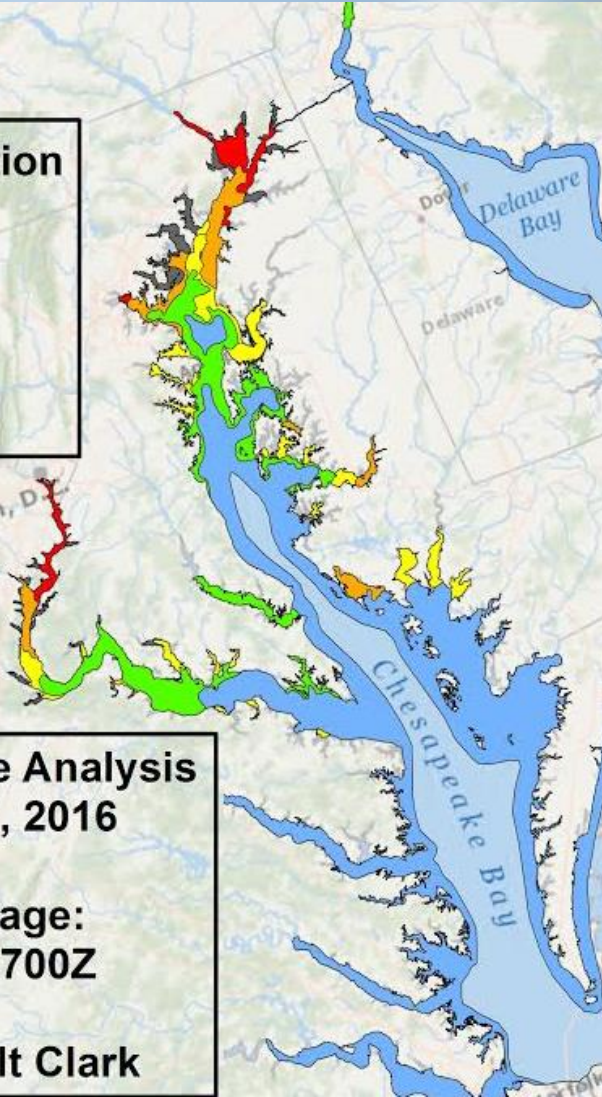 ion
Dover
Delaware
Bay
Delaware
n, D.C.
Chesapeake Bay
e Analysis
, 2016
age:
700Z
lt Clark